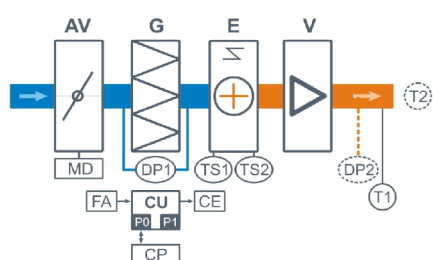 AV G E V
T2
MD DP1 TS1 TS2 DP2
T1
FA CU CE
P0 P1
CP